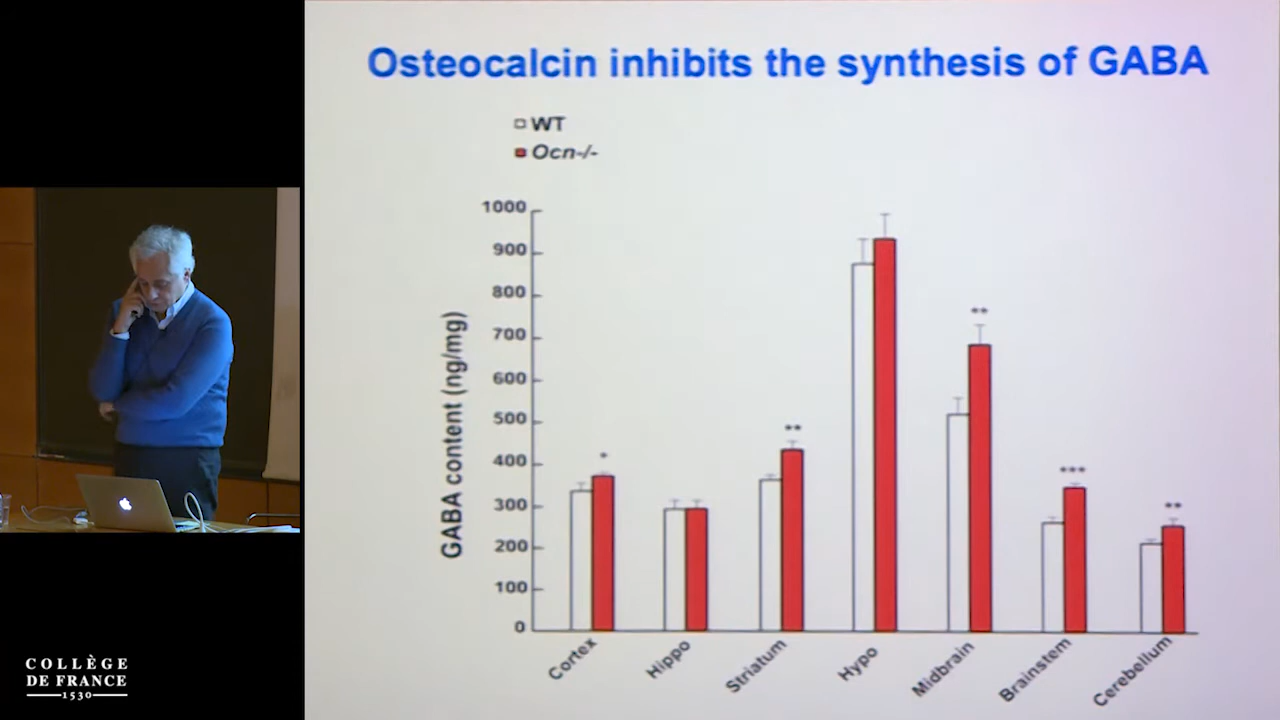 Osteocalcin inhibits the synthesis of GABA
WT
Ocn-/-
GABA content (ng/mg)
1000
900
800
700
600
500
400
300
200
100
0
*
**
**
***
**
Cortex
Hippo
Striatum
Hypo
Midbrain
Brainstem
Cerebellum
COLLÈGE
DE FRANCE
1530